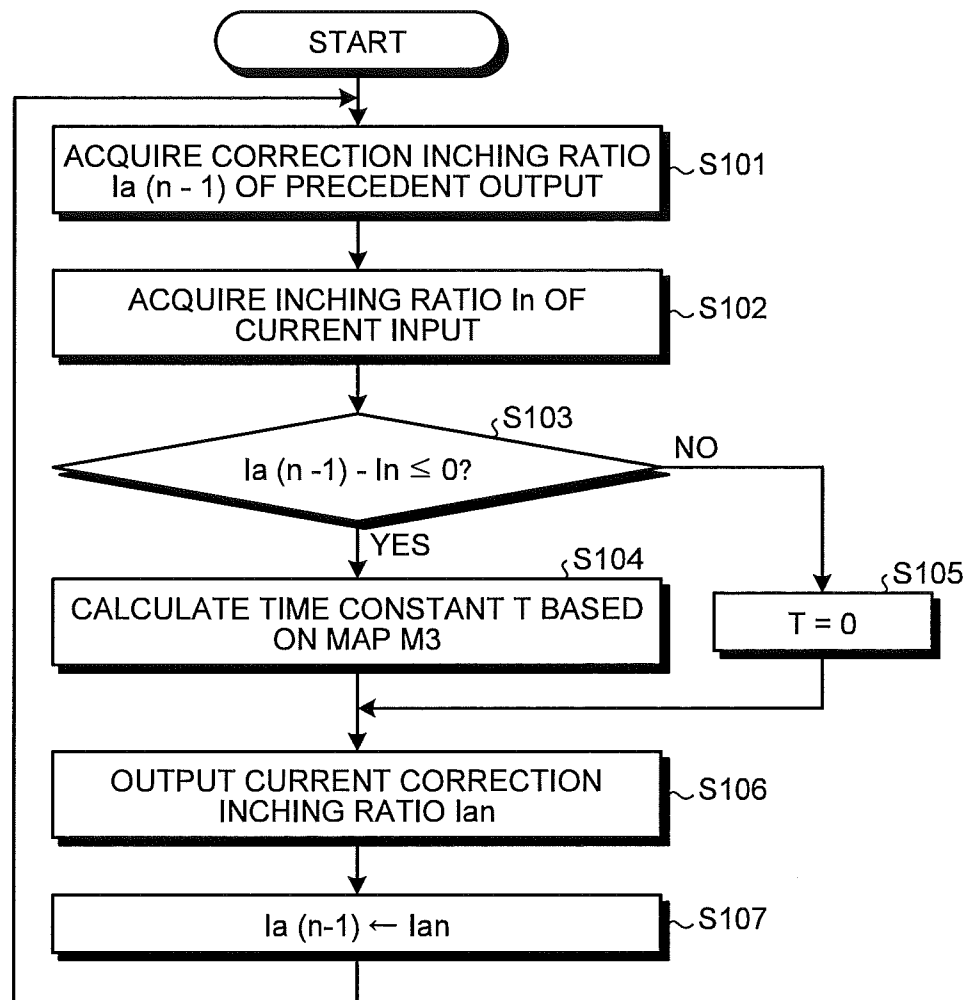 START
ACQUIRE CORRECTION INCHING RATIO
Ia (n - 1) OF PRECEDENT OUTPUT
S101
ACQUIRE INCHING RATIO In OF
CURRENT INPUT
S102
S103
Ia (n -1) - In ≦ 0?
NO
YES
S104
CALCULATE TIME CONSTANT T BASED
ON MAP M3
S105
T = 0
OUTPUT CURRENT CORRECTION
INCHING RATIO Ian
S106
Ia (n-1) ← Ian
S107